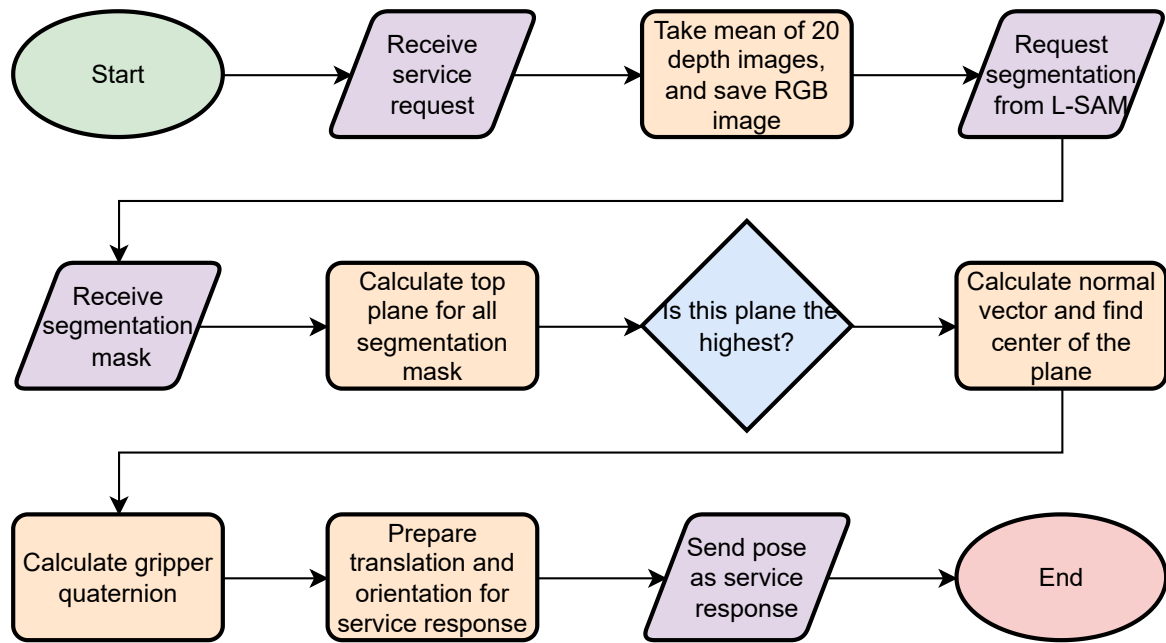 Start
Receive
service
request
Take mean of 20
depth images,
and save RGB
image
Request
segmentation
from L-SAM
Receive
segmentation
mask
Calculate top
plane for all
segmentation
mask
Is this plane the
highest?
Calculate normal
vector and find
center of the
plane
Calculate gripper
quaternion
Prepare
translation and
orientation for
service response
Send pose
as service
response
End